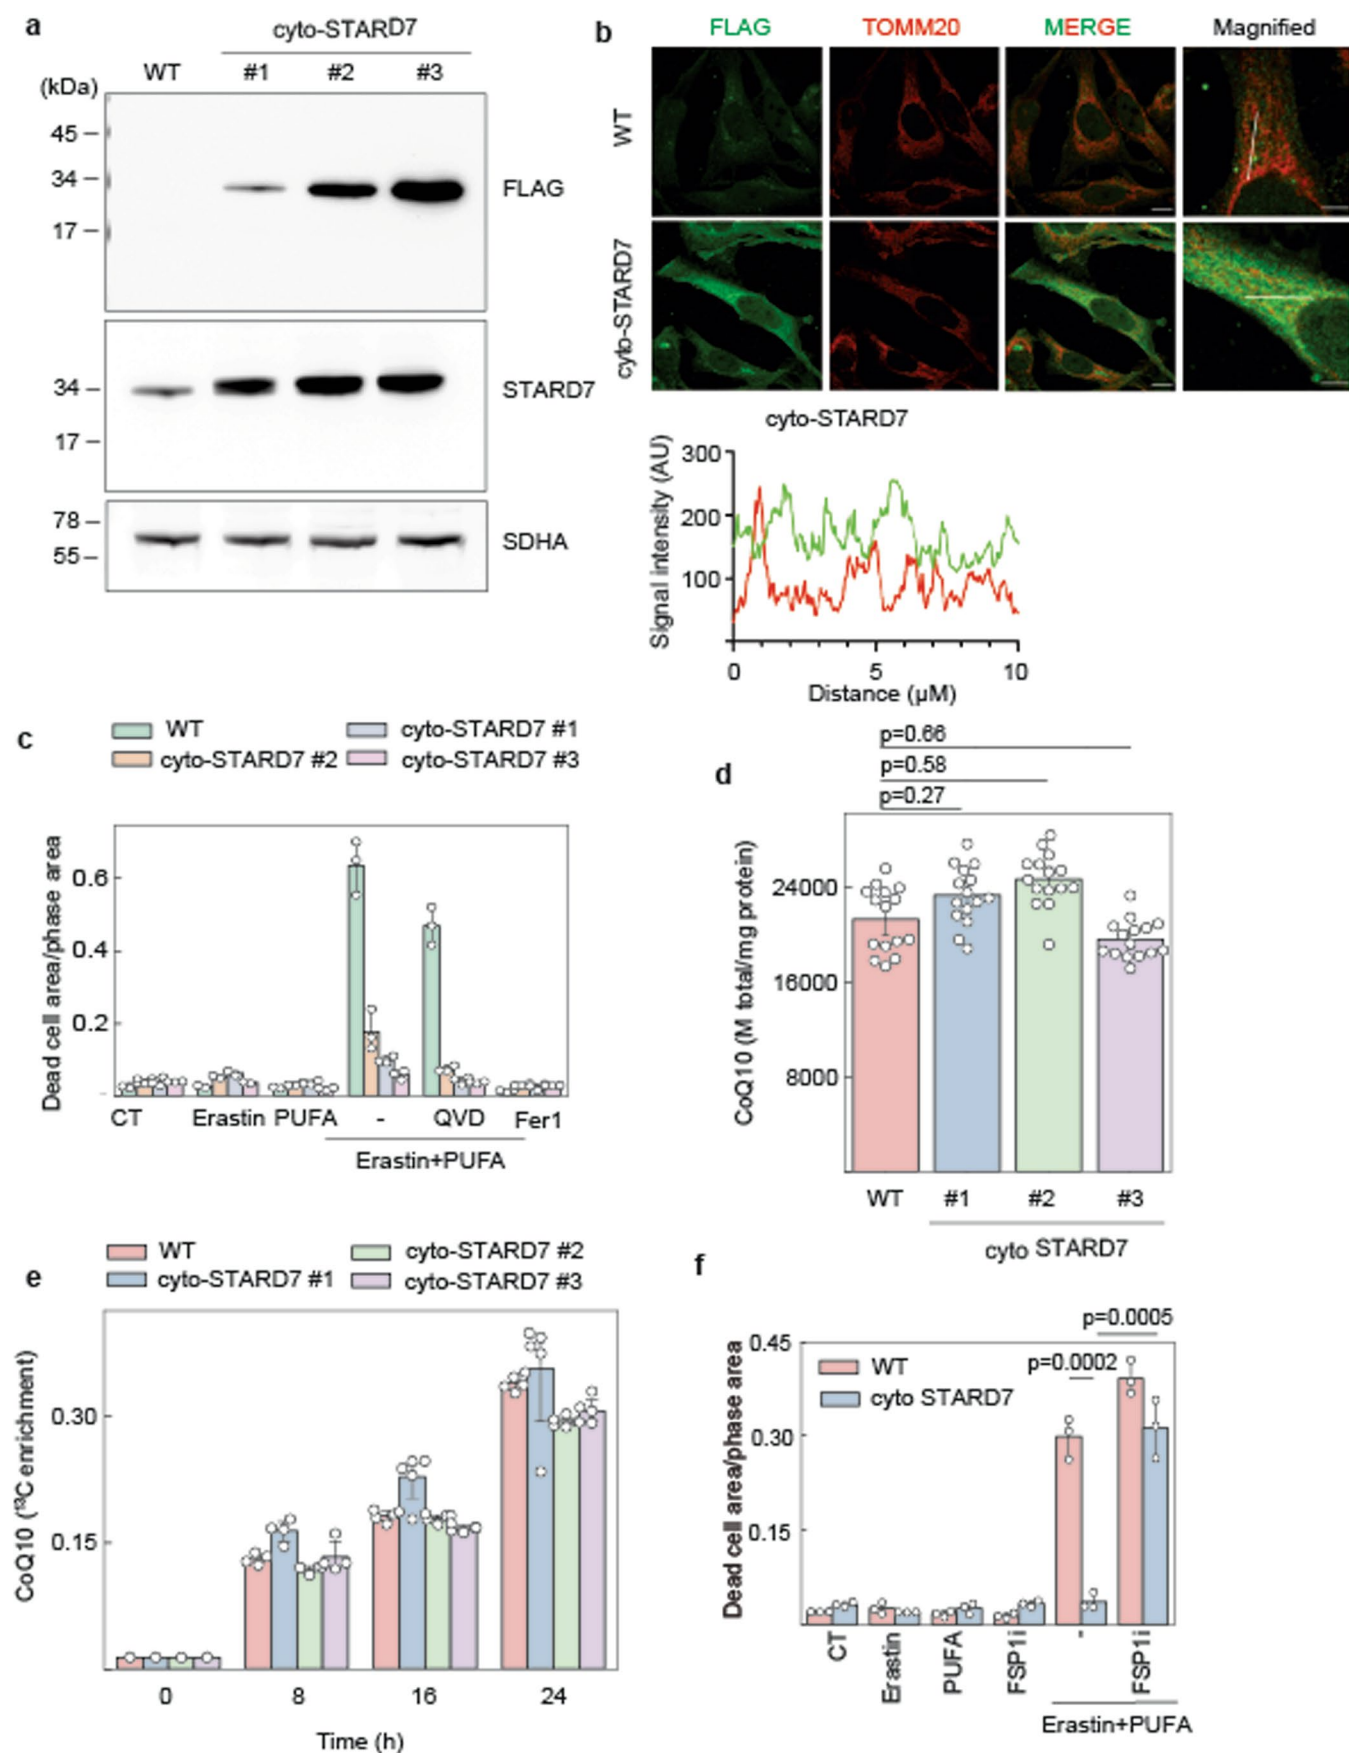 a
cyto-STARD7
WT #1 #2 #3
(kDa)
45
34
17
FLAG
34
17
STARD7
78
55
SDHA
b
FLAG TOMM20 MERGE Magnified
WT
cyto-STARD7
cyto-STARD7
Signal intensity (AU)
300
200
100
0 5 10
Distance (µM)
c
WT cyto-STARD7 #1
cyto-STARD7 #2 cyto-STARD7 #3
Dead cell area/phase area
0.6
0.4
0.2
CT Erastin PUFA - QVD Fer1
Erastin+PUFA
d
p=0.66
p=0.58
p=0.27
CoQ10 (M total/mg protein)
24000
16000
8000
WT #1 #2 #3
cyto STARD7
e
WT cyto-STARD7 #2
cyto-STARD7 #1 cyto-STARD7 #3
CoQ10 (¹³C enrichment)
0.30
0.15
0 8 16 24
Time (h)
f
p=0.0005
p=0.0002
WT
cyto STARD7
Dead cell area/phase area
0.45
0.30
0.15
CT Erastin PUFA FSP1i - FSP1i
Erastin+PUFA